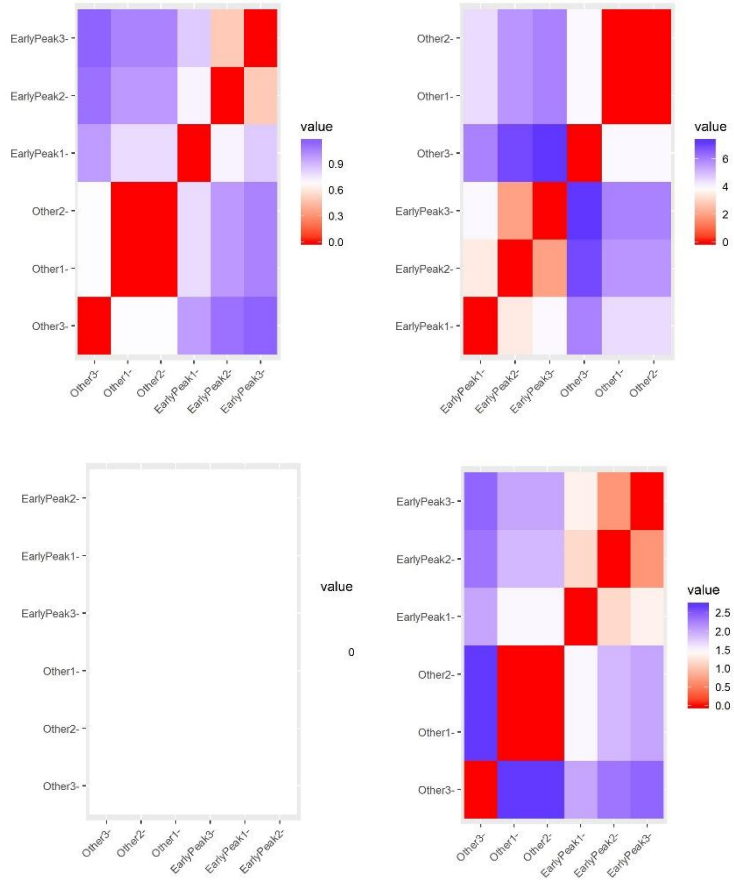 EarlyPeak3-
EarlyPeak2-
EarlyPeak1-
Other2-
Other1-
Other3-
Other3-
Other1-
Other2-
EarlyPeak1-
EarlyPeak2-
EarlyPeak3-
value
0.9
0.6
0.3
0.0
Other2-
Other1-
Other3-
EarlyPeak3-
EarlyPeak2-
EarlyPeak1-
EarlyPeak1-
EarlyPeak2-
EarlyPeak3-
Other3-
Other1-
Other2-
value
6
4
2
0
EarlyPeak2-
EarlyPeak1-
EarlyPeak3-
Other1-
Other2-
Other3-
Other3-
Other2-
Other1-
EarlyPeak3-
EarlyPeak1-
EarlyPeak2-
value
0
EarlyPeak3-
EarlyPeak2-
EarlyPeak1-
Other2-
Other1-
Other3-
Other3-
Other1-
Other2-
EarlyPeak1-
EarlyPeak2-
EarlyPeak3-
value
2.5
2.0
1.5
1.0
0.5
0.0